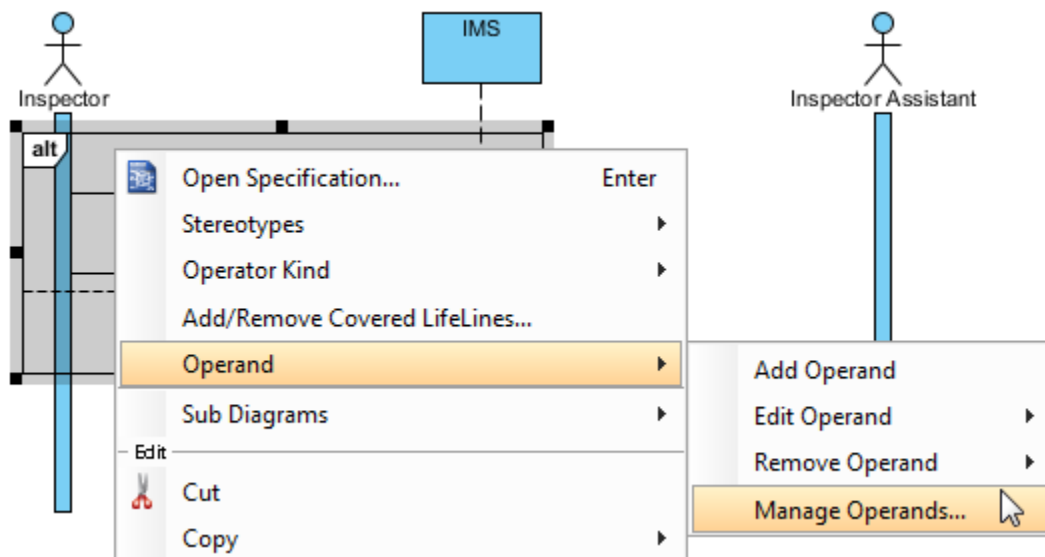 IMS
Inspector
Inspector Assistant
alt
Open Specification... Enter
Stereotypes
Operator Kind
Add/Remove Covered LifeLines...
Operand
Sub Diagrams
Edit
Cut
Copy
Add Operand
Edit Operand
Remove Operand
Manage Operands...